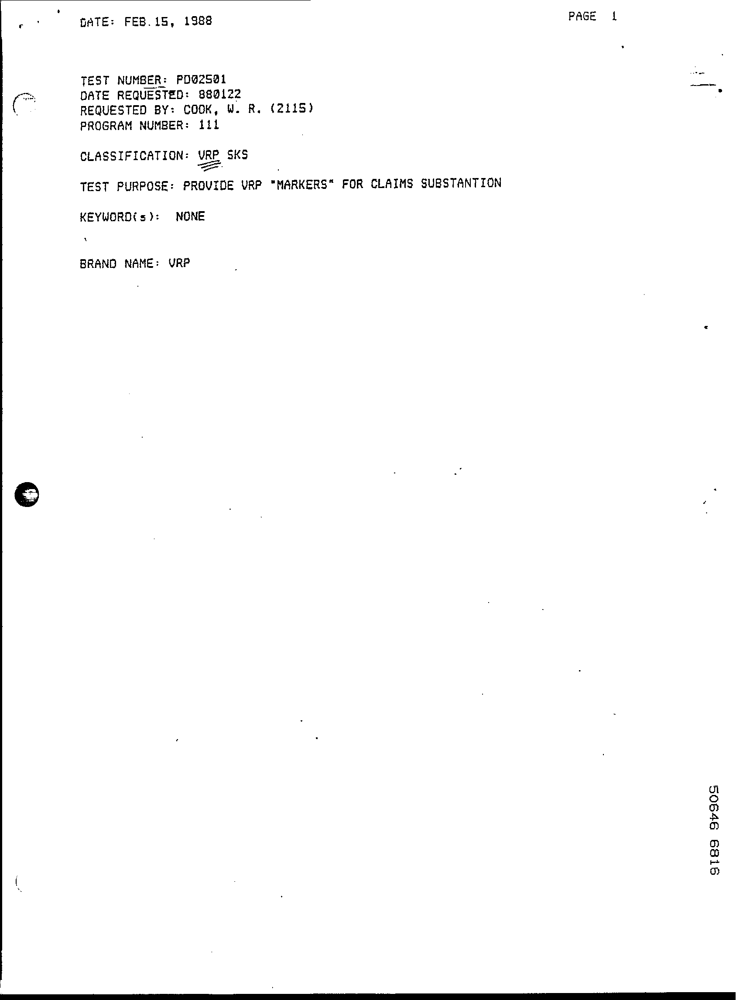 DATE: FEB.15, 1988
PAGE 1
TEST NUMBER: PD02501
DATE REQUESTED: 880122
REQUESTED BY: COOK, W. R. (2115)
PROGRAM NUMBER: 111
CLASSIFICATION: VRP SKS
TEST PURPOSE: PROVIDE VRP "MARKERS" FOR CLAIMS SUBSTANTION
KEYWORD(s): NONE
BRAND NAME: VRP
50646 6816